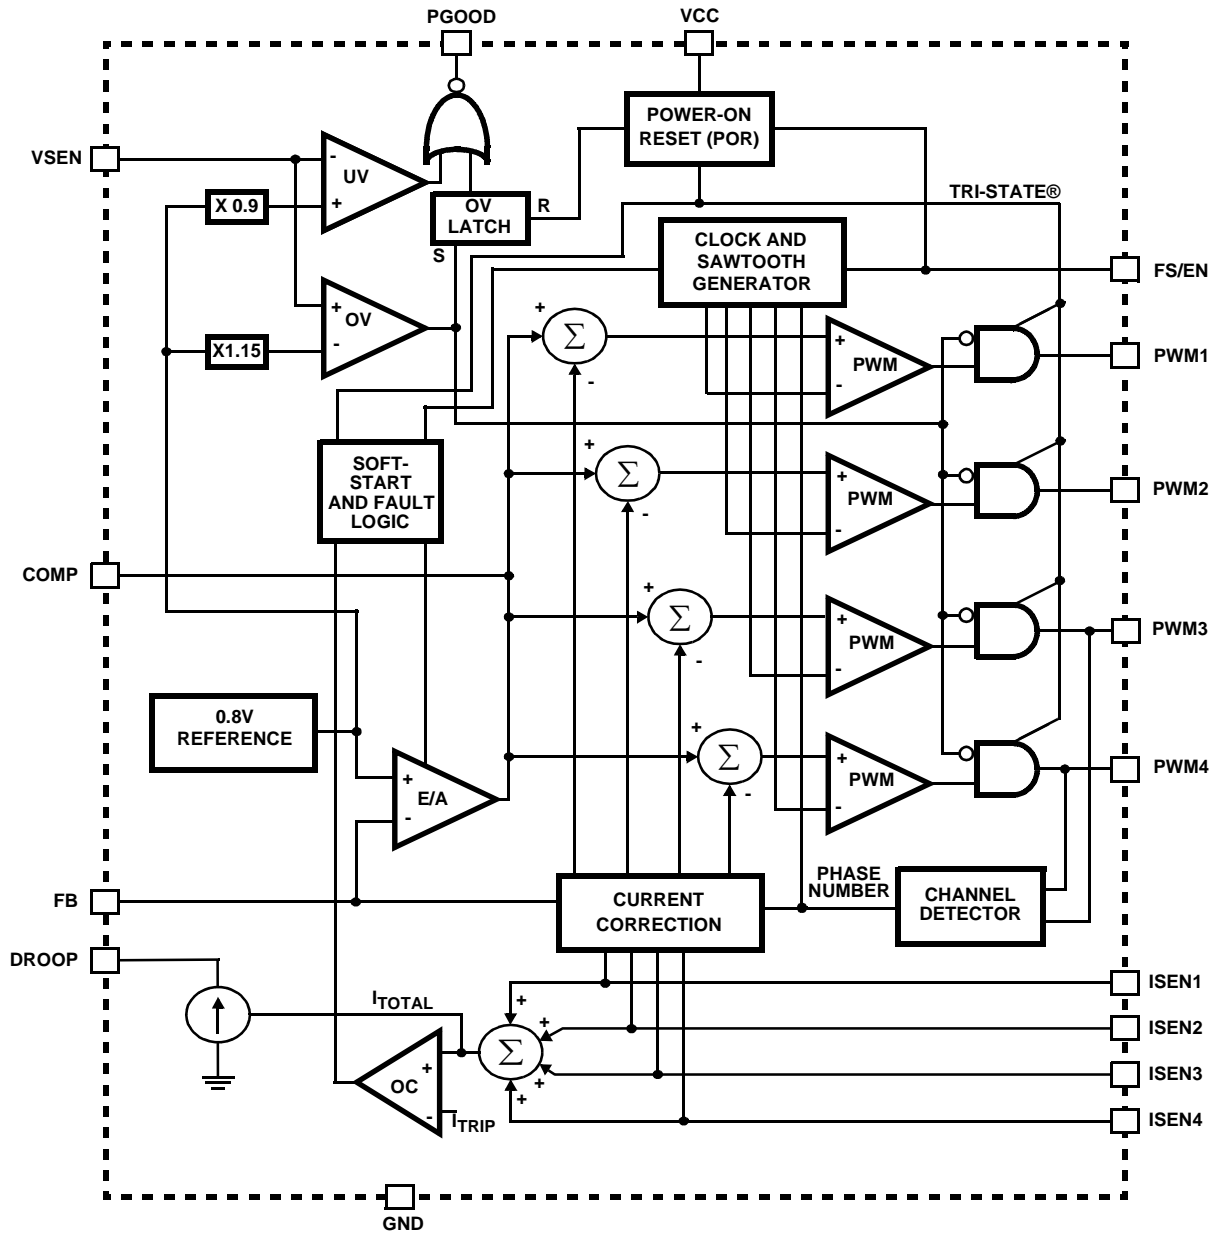 PGOOD
VCC
POWER-ON
RESET (POR)
VSEN
-
UV
+
X 0.9
OV
LATCH
R
S
TRI-STATE®
CLOCK AND
SAWTOOTH
GENERATOR
FS/EN
+
OV
-
X1.15
+
Σ
-
+
PWM
-
PWM1
SOFT-
START
AND FAULT
LOGIC
+
Σ
-
+
PWM
-
PWM2
COMP
+
Σ
-
+
PWM
-
PWM3
0.8V
REFERENCE
+
E/A
-
+
Σ
-
+
PWM
-
PWM4
FB
CURRENT
CORRECTION
PHASE
NUMBER
CHANNEL
DETECTOR
DROOP
ITOTAL
+
+
+
+
Σ
ISEN1
ISEN2
ISEN3
ISEN4
+
OC
-
ITRIP
GND